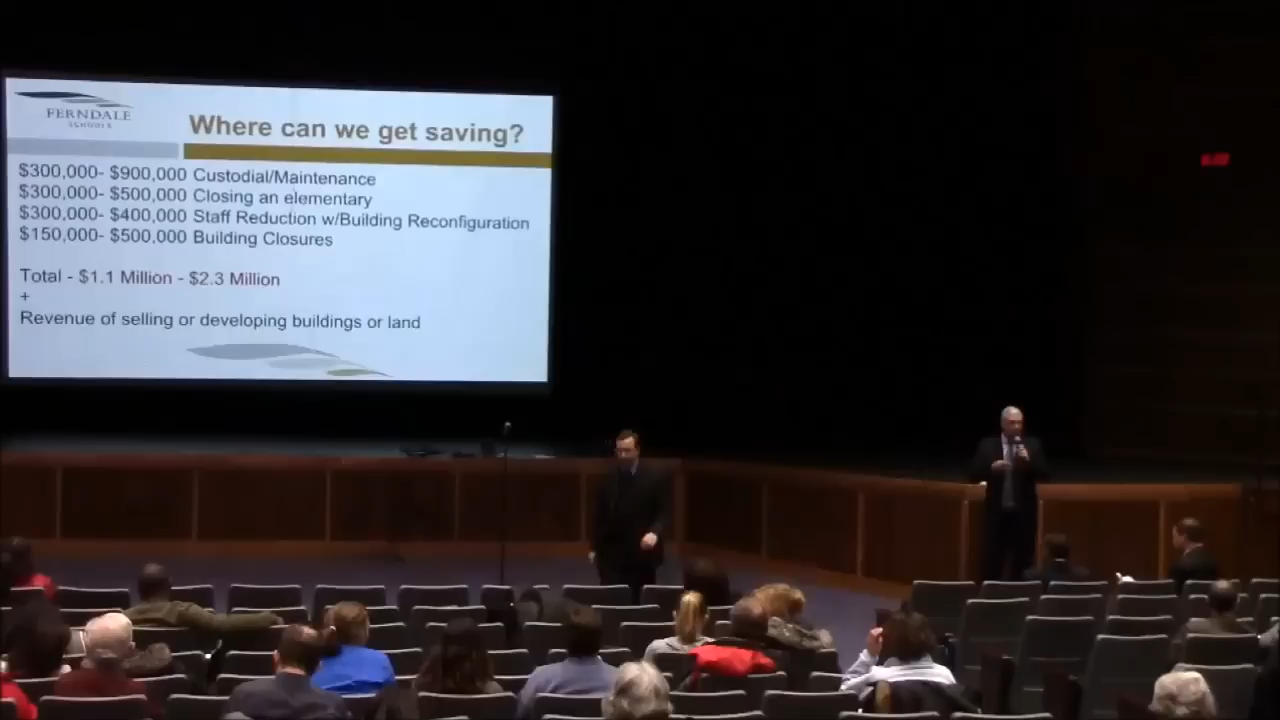 FERNDALE
SCHOOLS
Where can we get saving?
$300,000- $900,000 Custodial/Maintenance
$300,000- $500,000 Closing an elementary
$300,000- $400,000 Staff Reduction w/Building Reconfiguration
$150,000- $500,000 Building Closures
Total - $1.1 Million - $2.3 Million
+
Revenue of selling or developing buildings or land